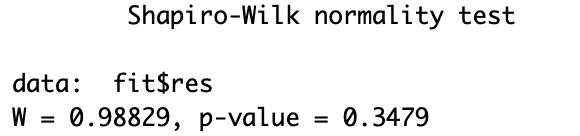 Shapiro-Wilk normality test
data: fit$res
W = 0.98829, p-value = 0.3479